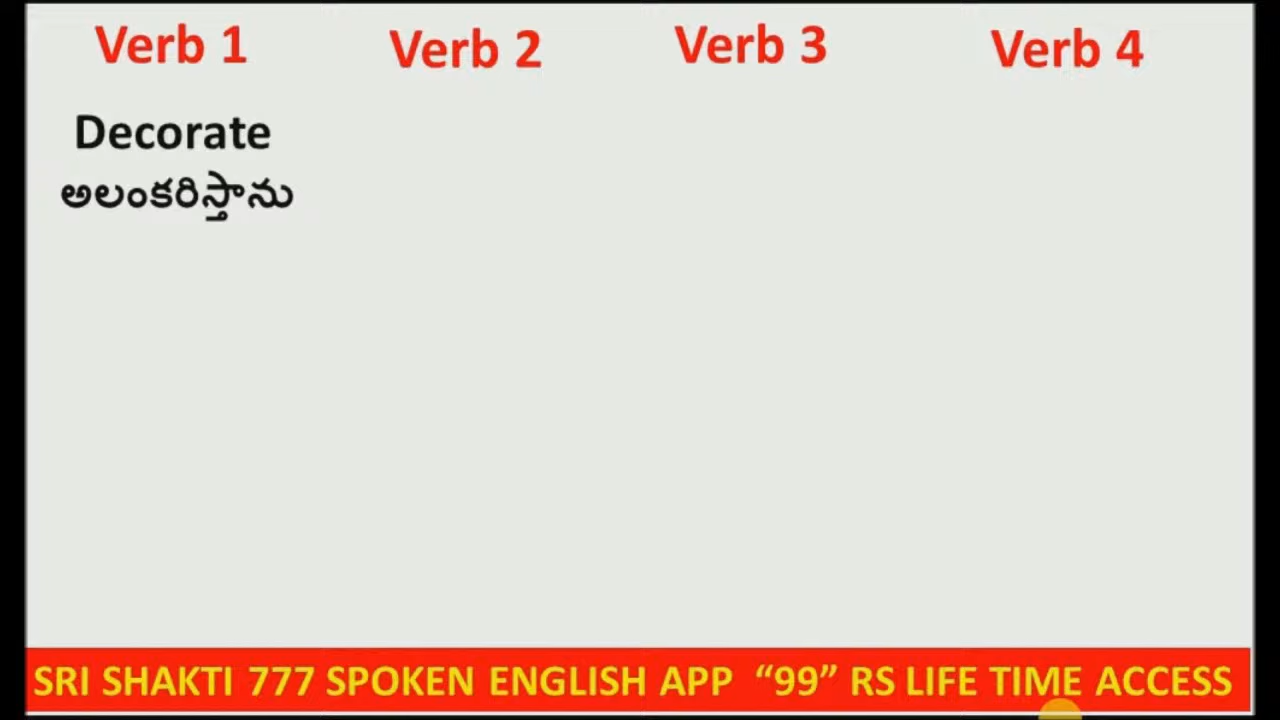 Verb 1 Verb 2 Verb 3 Verb 4
Decorate
అలంకరిస్తాను
SRI SHAKTI 777 SPOKEN ENGLISH APP “99” RS LIFE TIME ACCESS